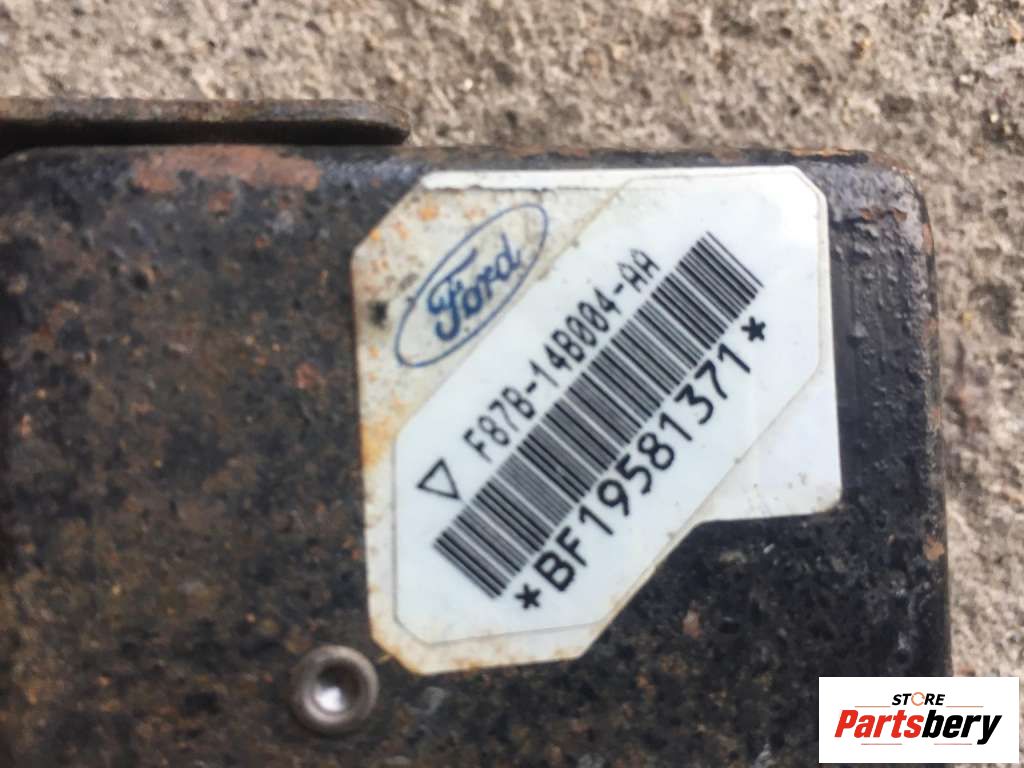 Ford
F87B-14B004-AA
*BF19581371*
STORE
Partsbery